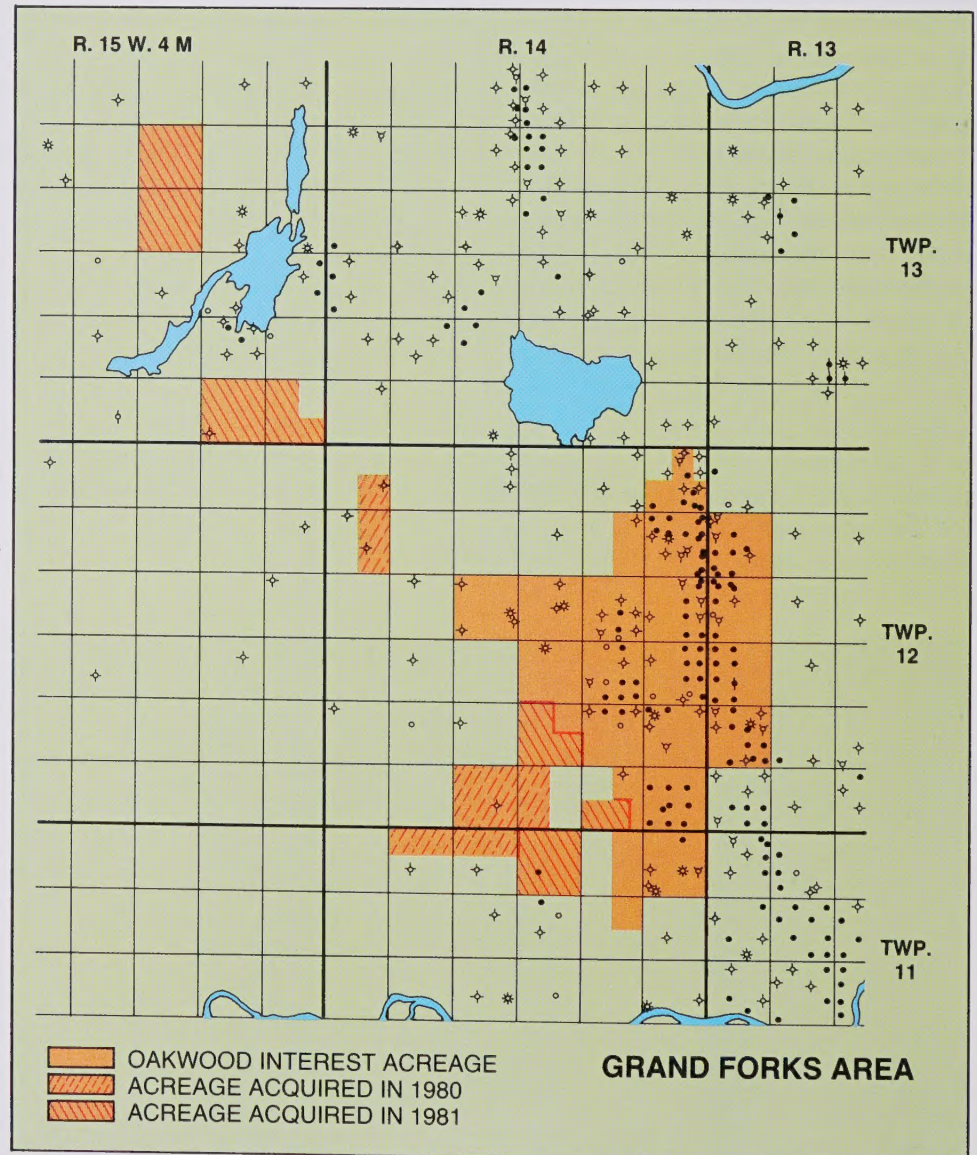 R. 15 W. 4 M
R. 14
R. 13
TWP.
13
TWP.
12
TWP.
11
OAKWOOD INTEREST ACREAGE
ACREAGE ACQUIRED IN 1980
ACREAGE ACQUIRED IN 1981
GRAND FORKS AREA